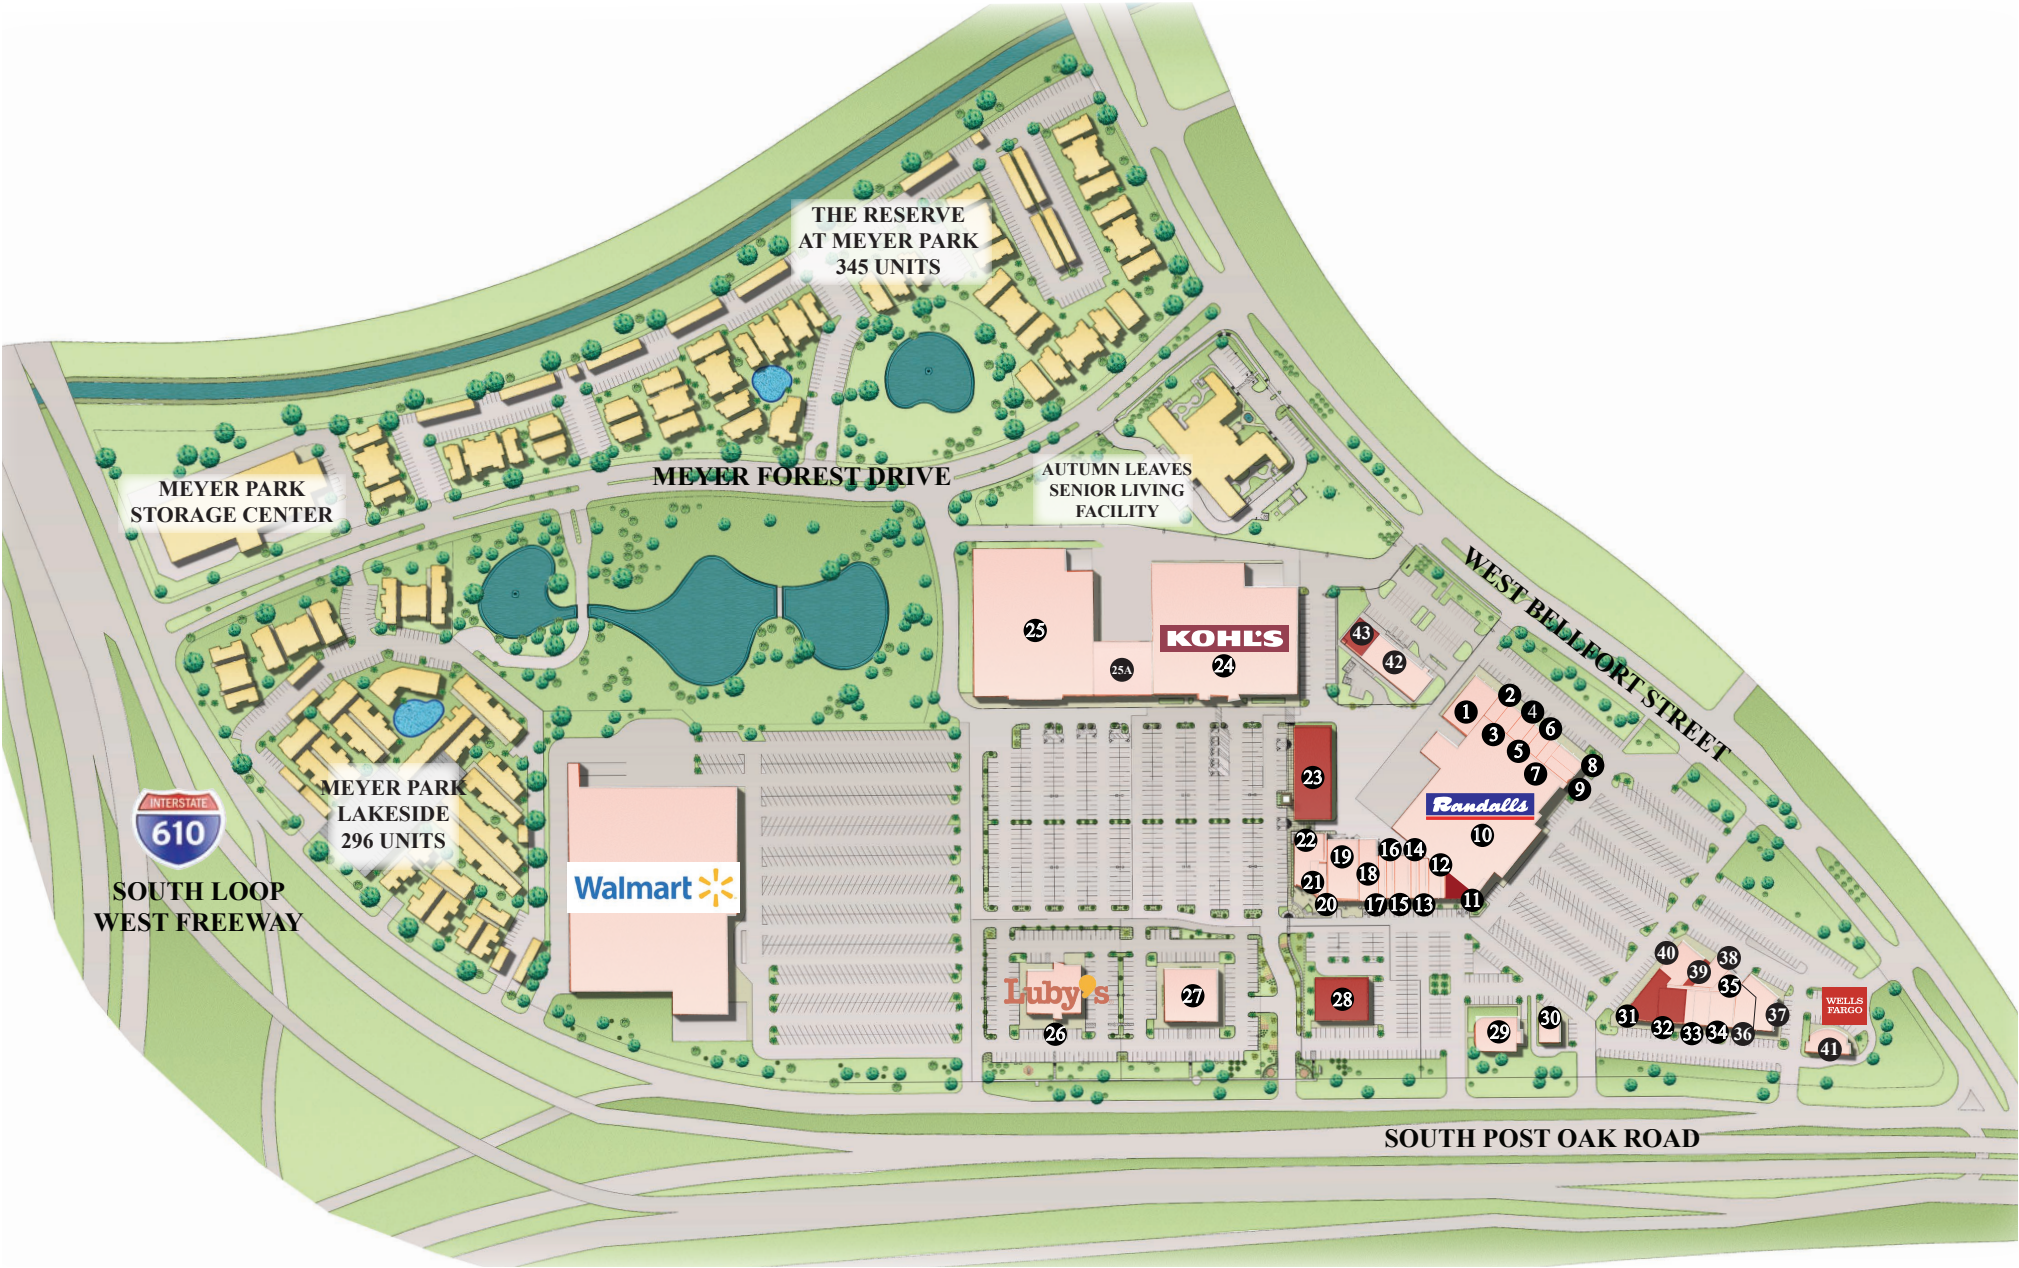 THE RESERVE
AT MEYER PARK
345 UNITS
MEYER FOREST DRIVE
AUTUMN LEAVES
SENIOR LIVING
FACILITY
MEYER PARK
STORAGE CENTER
WEST BELLFORT STREET
25
25A
KOHL'S
24
43
42
1
2
3
4
5
6
7
8
9
Randalls
10
11
12
13
14
15
16
17
18
19
20
21
22
23
MEYER PARK
LAKESIDE
296 UNITS
INTERSTATE
610
SOUTH LOOP
WEST FREEWAY
Walmart
Luby's
26
27
28
29
30
31
32
33
34
35
36
37
38
39
40
WELLS
FARGO
41
SOUTH POST OAK ROAD